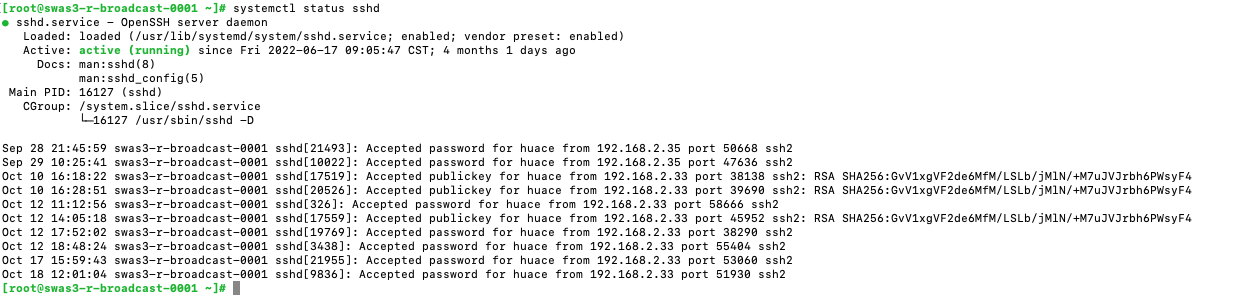 [root@swas3-r-broadcast-0001 ~]# systemctl status sshd
● sshd.service - OpenSSH server daemon
   Loaded: loaded (/usr/lib/systemd/system/sshd.service; enabled; vendor preset: enabled)
   Active: active (running) since Fri 2022-06-17 09:05:47 CST; 4 months 1 days ago
     Docs: man:sshd(8)
           man:sshd_config(5)
 Main PID: 16127 (sshd)
   CGroup: /system.slice/sshd.service
           └─16127 /usr/sbin/sshd -D

Sep 28 21:45:59 swas3-r-broadcast-0001 sshd[21493]: Accepted password for huace from 192.168.2.35 port 50668 ssh2
Sep 29 10:25:41 swas3-r-broadcast-0001 sshd[10022]: Accepted password for huace from 192.168.2.35 port 47636 ssh2
Oct 10 16:18:22 swas3-r-broadcast-0001 sshd[17519]: Accepted publickey for huace from 192.168.2.33 port 38138 ssh2: RSA SHA256:GvV1xgVF2de6MfM/LSLb/jMlN/+M7uJVJrbh6PWsyF4
Oct 10 16:28:51 swas3-r-broadcast-0001 sshd[20526]: Accepted publickey for huace from 192.168.2.33 port 39690 ssh2: RSA SHA256:GvV1xgVF2de6MfM/LSLb/jMlN/+M7uJVJrbh6PWsyF4
Oct 12 11:12:56 swas3-r-broadcast-0001 sshd[326]: Accepted password for huace from 192.168.2.33 port 58666 ssh2
Oct 12 14:05:18 swas3-r-broadcast-0001 sshd[17559]: Accepted publickey for huace from 192.168.2.33 port 45952 ssh2: RSA SHA256:GvV1xgVF2de6MfM/LSLb/jMlN/+M7uJVJrbh6PWsyF4
Oct 12 17:52:02 swas3-r-broadcast-0001 sshd[19769]: Accepted password for huace from 192.168.2.33 port 38290 ssh2
Oct 12 18:48:24 swas3-r-broadcast-0001 sshd[3438]: Accepted password for huace from 192.168.2.33 port 55404 ssh2
Oct 17 15:59:43 swas3-r-broadcast-0001 sshd[21955]: Accepted password for huace from 192.168.2.33 port 53060 ssh2
Oct 18 12:01:04 swas3-r-broadcast-0001 sshd[9836]: Accepted password for huace from 192.168.2.33 port 51930 ssh2
[root@swas3-r-broadcast-0001 ~]#